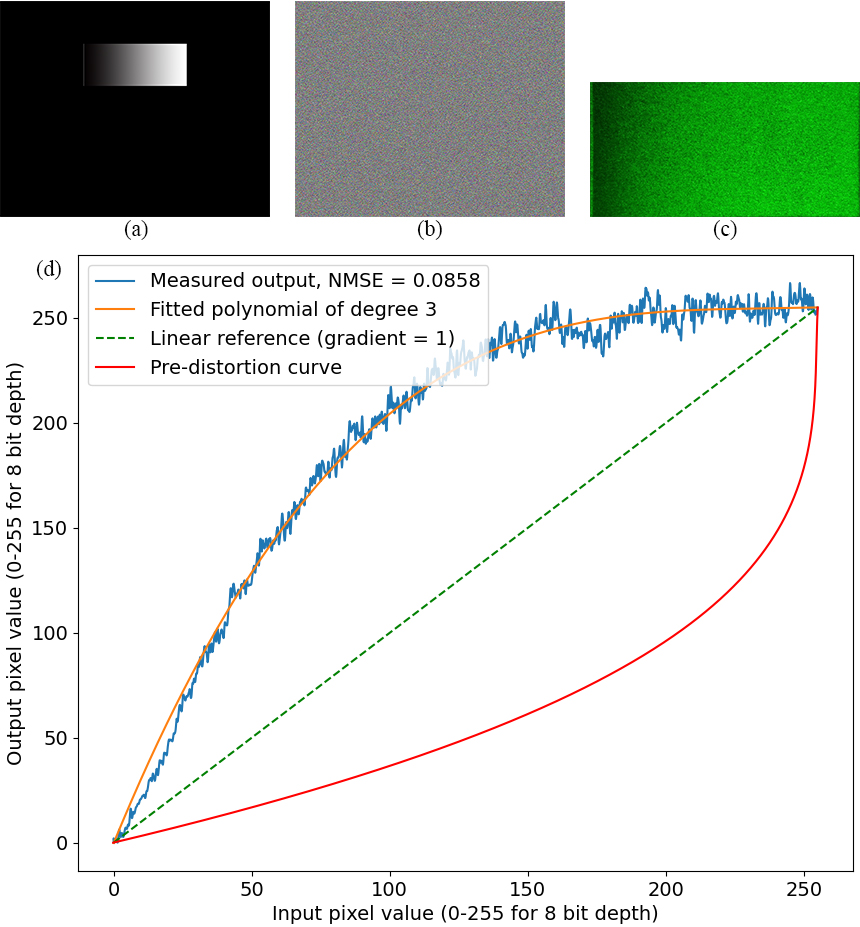 (a)
(b)
(c)
(d)
Measured output, NMSE = 0.0858
Fitted polynomial of degree 3
Linear reference (gradient = 1)
Pre-distortion curve
Output pixel value (0-255 for 8 bit depth)
250
200
150
100
50
0
0 50 100 150 200 250
Input pixel value (0-255 for 8 bit depth)